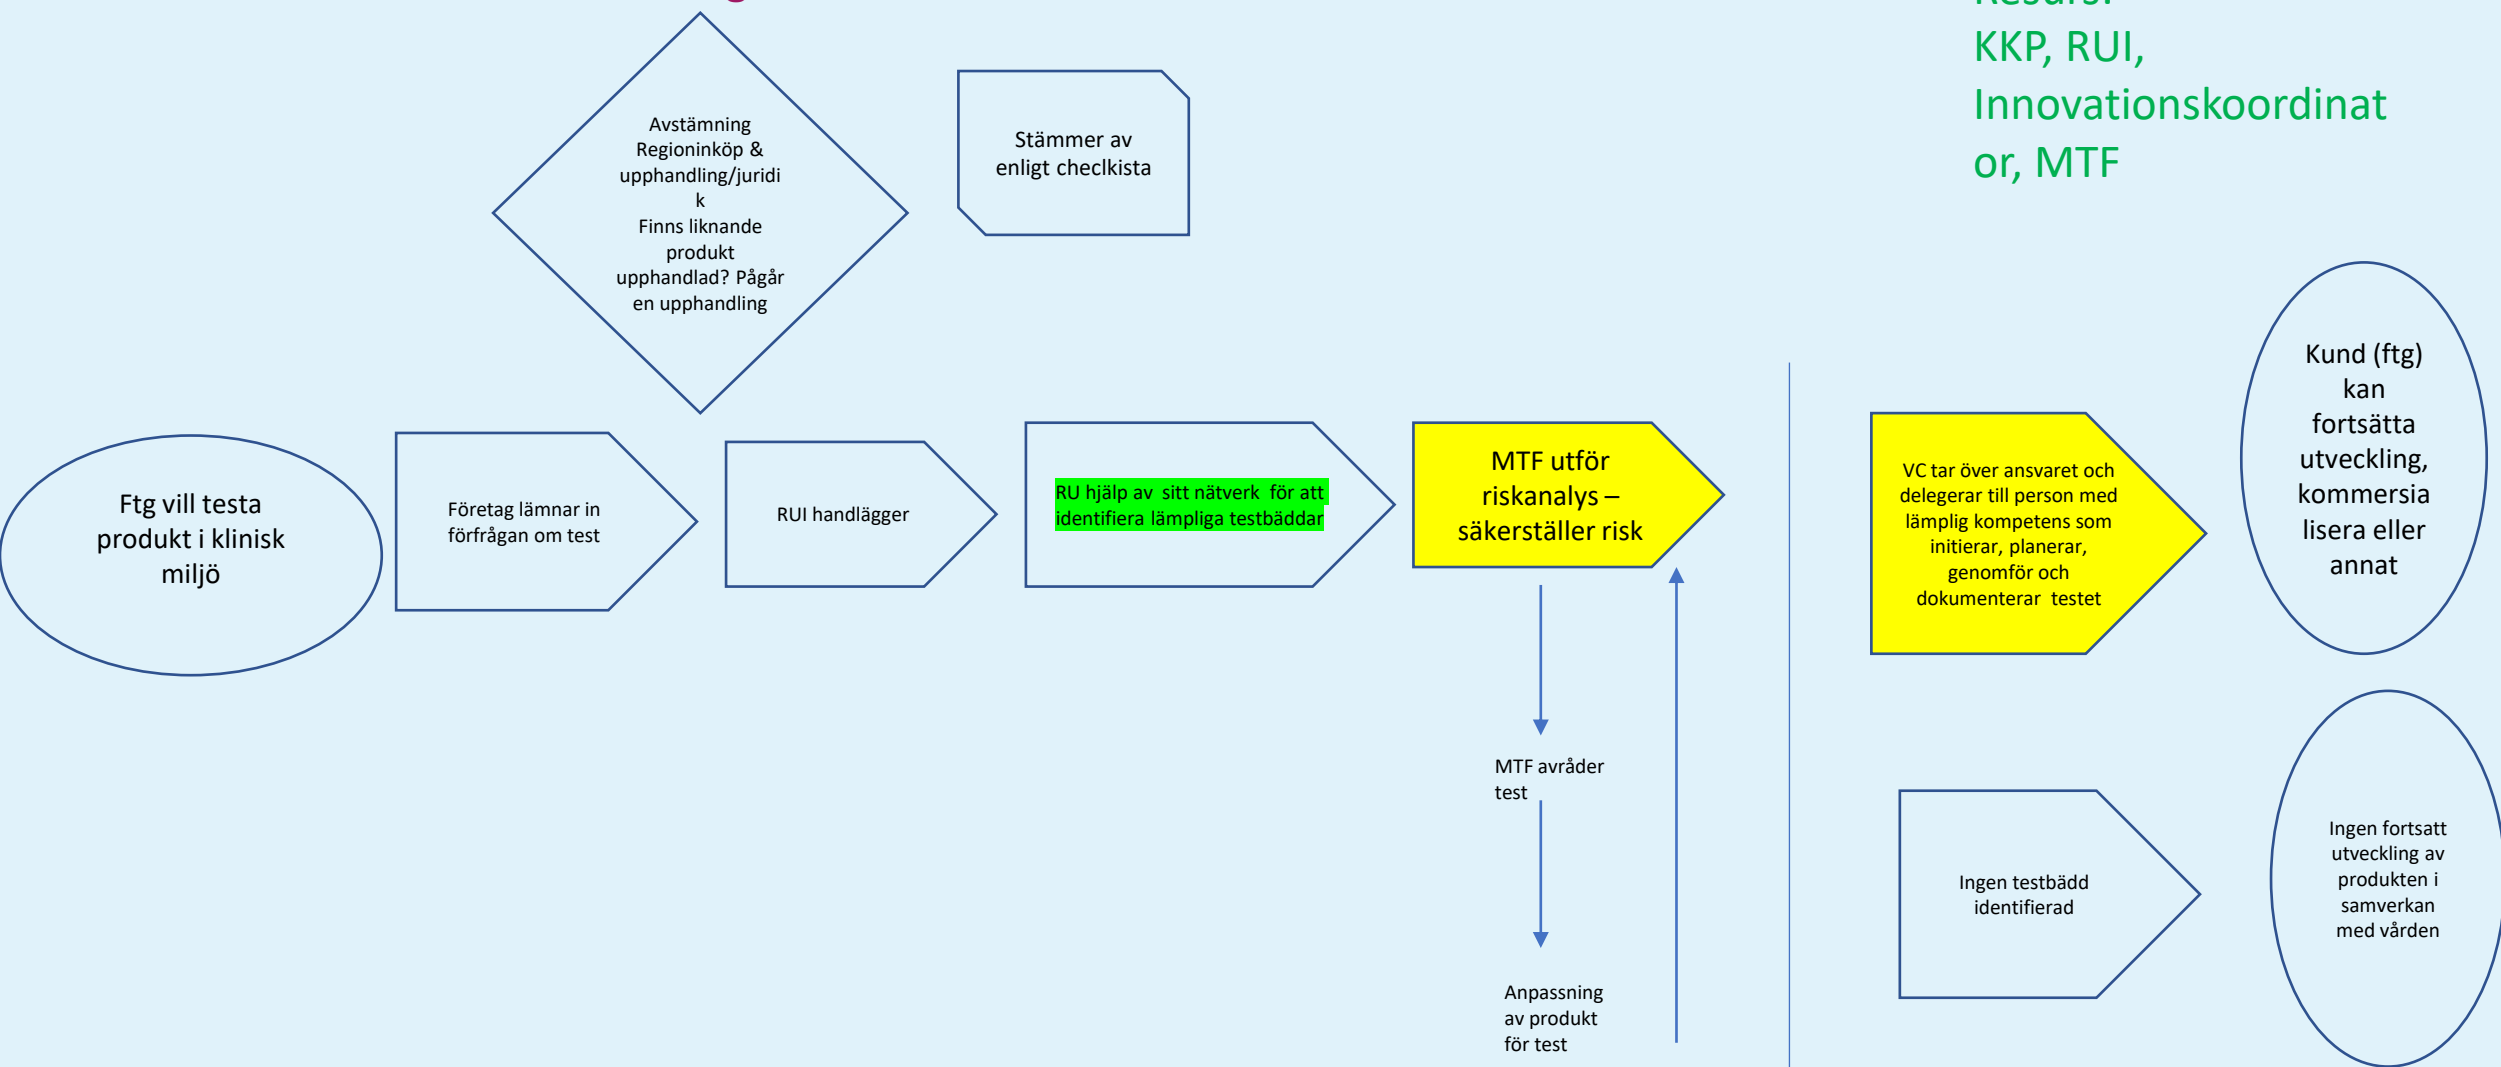 Resurs:
KKP, RUI,
Innovationskoordinat
or, MTF
Avstämning
Regioninköp &
upphandling/juridi
k
Finns liknande
produkt
upphandlad? Pågår
en upphandling
Stämmer av
enligt checlkista
Ftg vill testa
produkt i klinisk
miljö
Företag lämnar in
förfrågan om test
RUI handlägger
RU hjälp av sitt nätverk för att
identifiera lämpliga testbäddar
MTF utför
riskanalys –
säkerställer risk
VC tar över ansvaret och
delegerar till person med
lämplig kompetens som
initierar, planerar,
genomför och
dokumenterar testet
Kund (ftg)
kan
fortsätta
utveckling,
kommersia
lisera eller
annat
MTF avråder
test
Anpassning
av produkt
för test
Ingen testbädd
identifierad
Ingen fortsatt
utveckling av
produkten i
samverkan
med vården